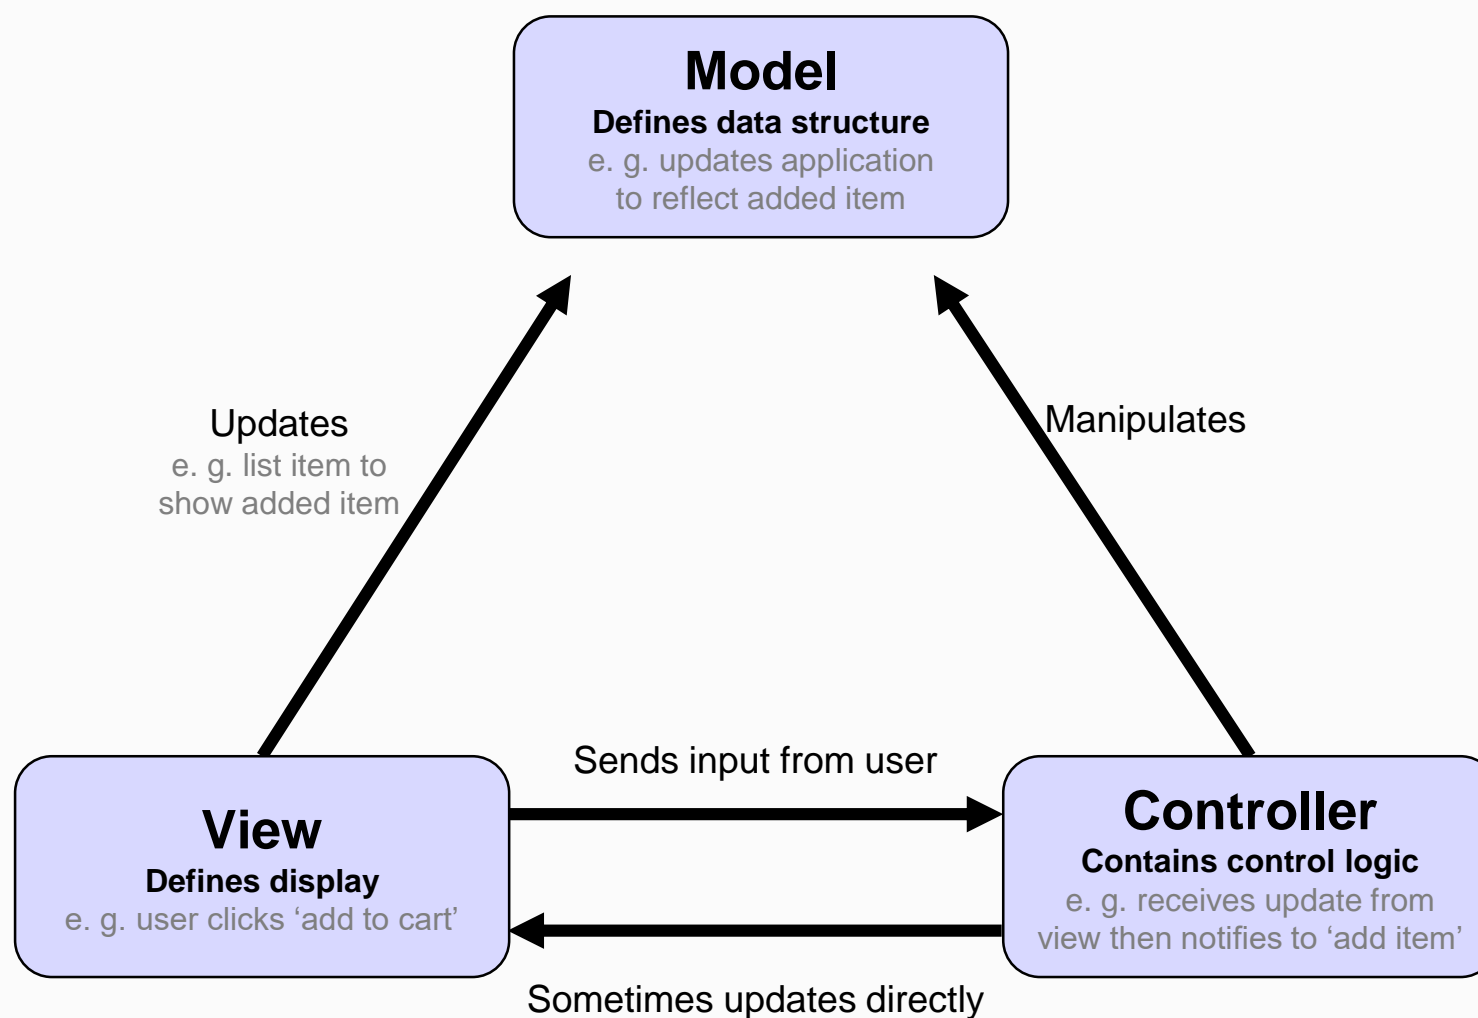 Model
Defines data structure
e. g. updates application
to reflect added item
Updates
e. g. list item to
show added item
Manipulates
Sends input from user
View
Defines display
e. g. user clicks ‘add to cart’
Controller
Contains control logic
e. g. receives update from
view then notifies to ‘add item’
Sometimes updates directly